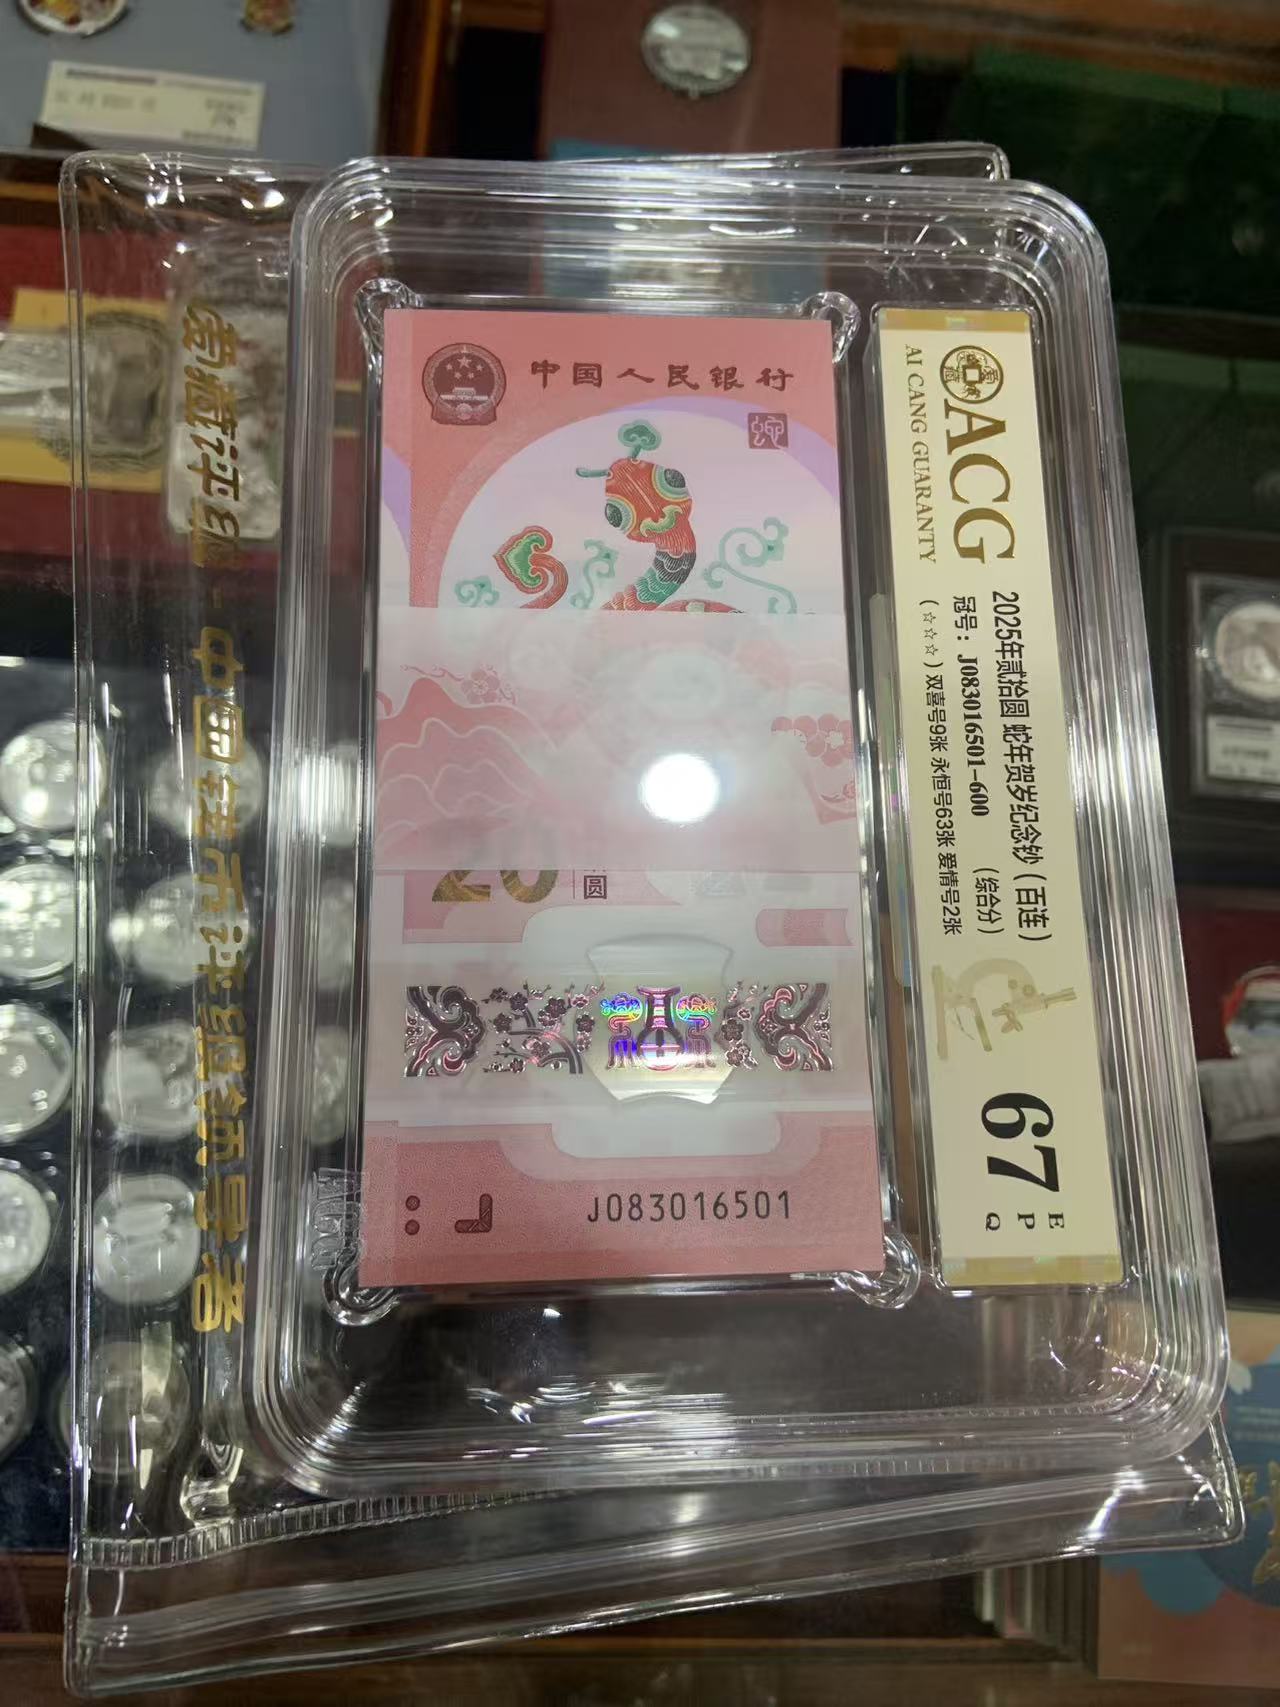 中国人民银行
蛇
20
圆
J083016501
爱藏评级 - 中国钱币评级领导者
ACG
AI CANG GUARANTY
2025年贰拾圆 蛇年贺岁纪念钞（百连）
冠号：J083016501-600 （综合分）
（☆☆☆）双喜号9张 永恒号63张 爱情号2张
67
E
P
Q